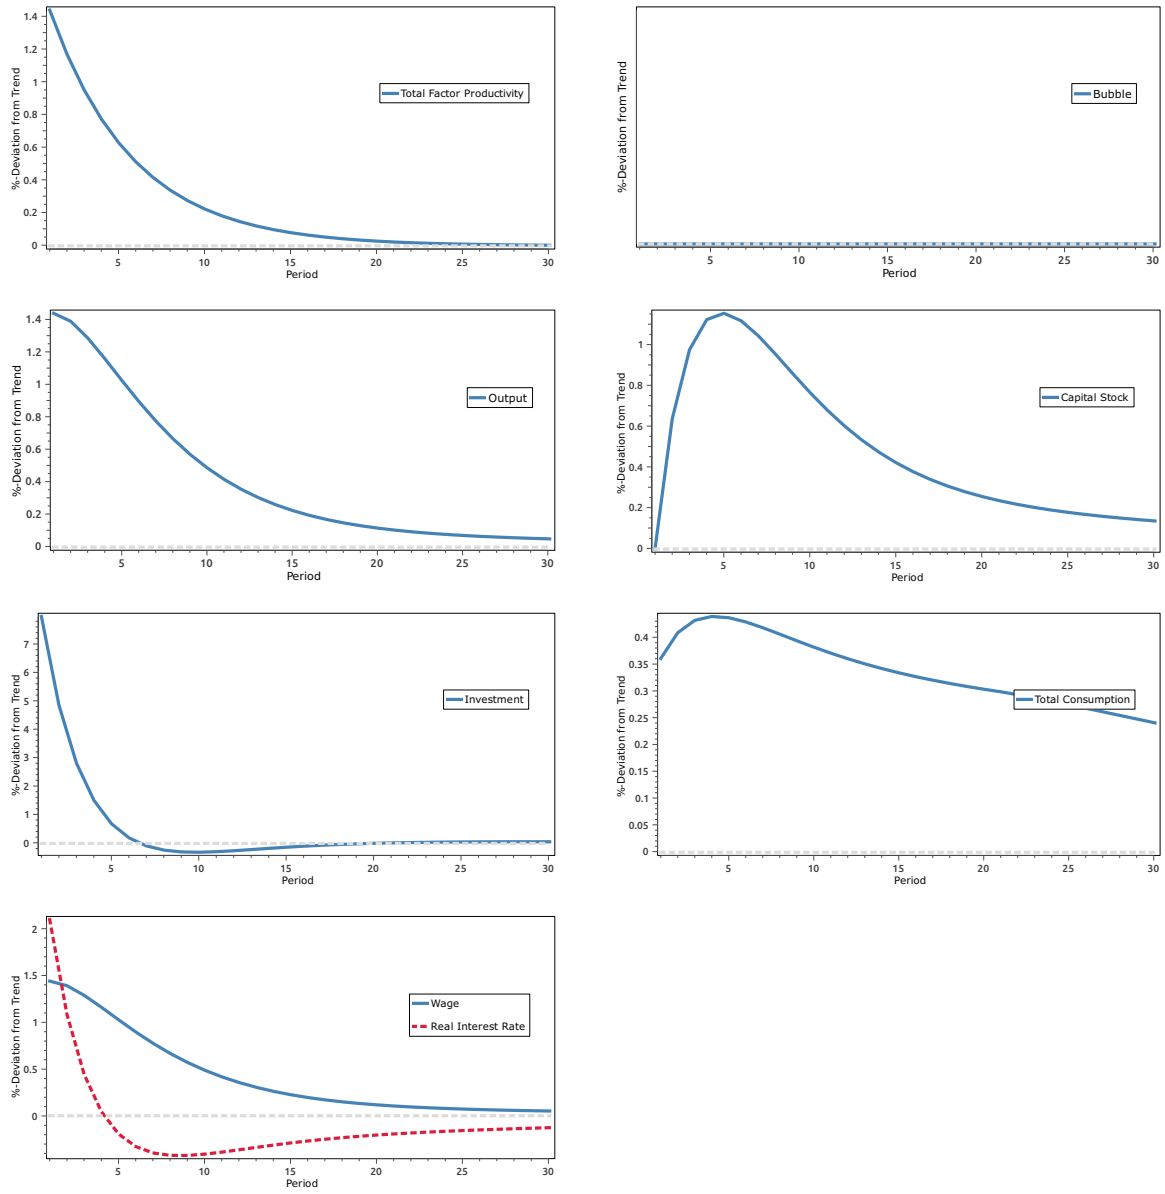 %-Deviation from Trend
1.4
1.2
1
0.8
0.6
0.4
0.2
0
5 10 15 20 25 30
Period
Total Factor Productivity
%-Deviation from Trend
5 10 15 20 25 30
Period
Bubble
%-Deviation from Trend
1.4
1.2
1
0.8
0.6
0.4
0.2
0
5 10 15 20 25 30
Period
Output
%-Deviation from Trend
1
0.8
0.6
0.4
0.2
0
5 10 15 20 25 30
Period
Capital Stock
%-Deviation from Trend
7
6
5
4
3
2
1
0
5 10 15 20 25 30
Period
Investment
%-Deviation from Trend
0.4
0.35
0.3
0.25
0.2
0.15
0.1
0.05
0
5 10 15 20 25 30
Period
Total Consumption
%-Deviation from Trend
2
1.5
1
0.5
0
5 10 15 20 25 30
Period
Wage
Real Interest Rate